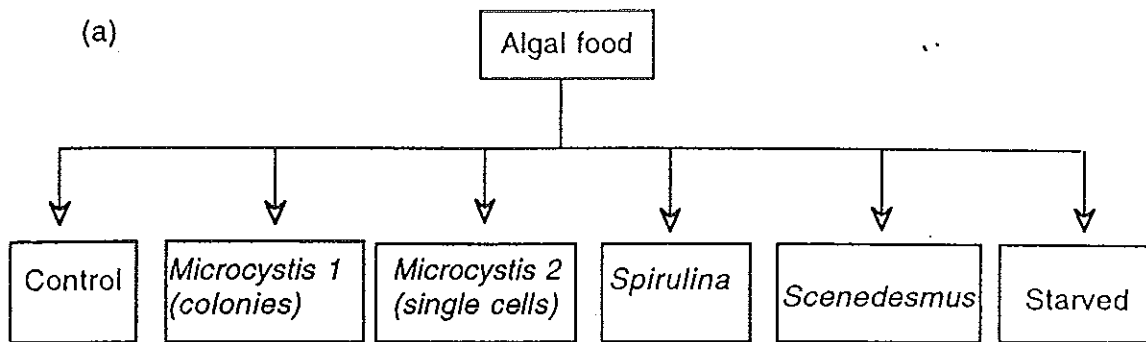 (a)
Algal food
Control
Microcystis 1
(colonies)
Microcystis 2
(single cells)
Spirulina
Scenedesmus
Starved